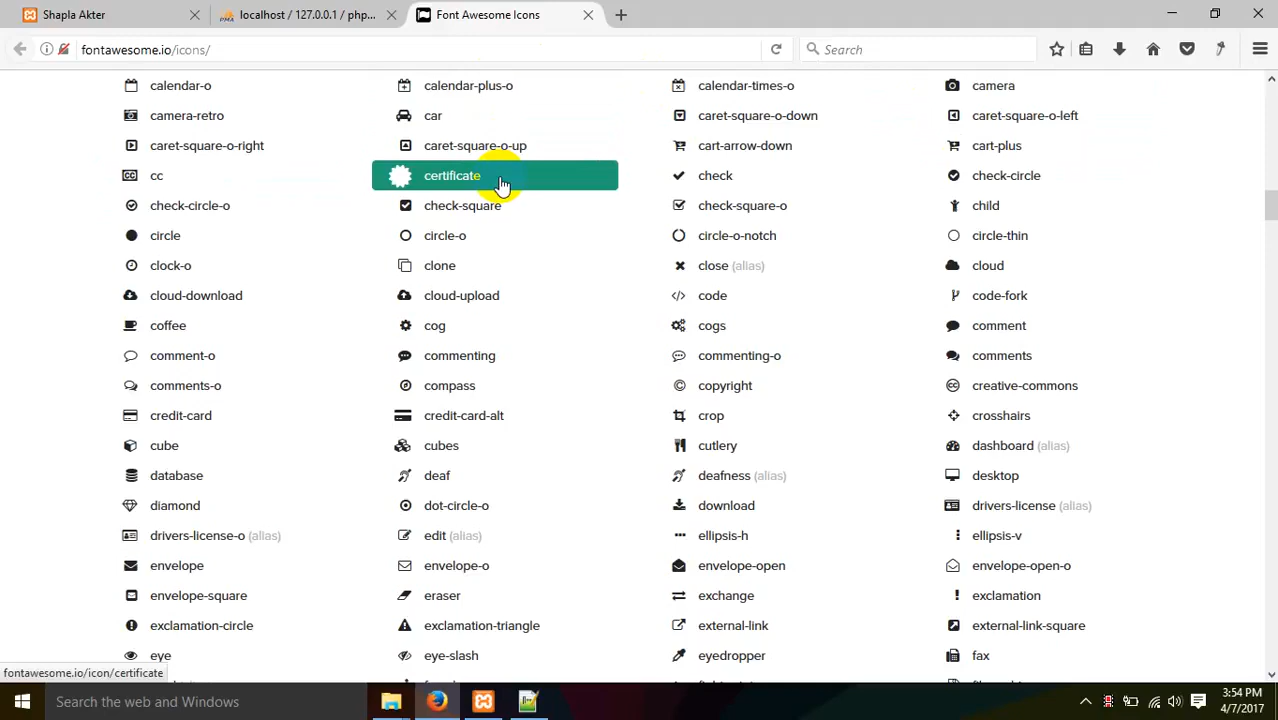 Shapla Akter
localhost / 127.0.0.1 / php...
Font Awesome Icons
fontawesome.io/icons/
Search
calendar-o calendar-plus-o calendar-times-o camera
camera-retro car caret-square-o-down caret-square-o-left
caret-square-o-right caret-square-o-up cart-arrow-down cart-plus
cc certificate check check-circle
check-circle-o check-square check-square-o child
circle circle-o circle-o-notch circle-thin
clock-o clone close (alias) cloud
cloud-download cloud-upload code code-fork
coffee cog cogs comment
comment-o commenting commenting-o comments
comments-o compass copyright creative-commons
credit-card credit-card-alt crop crosshairs
cube cubes cutlery dashboard (alias)
database deaf deafness (alias) desktop
diamond dot-circle-o download drivers-license (alias)
drivers-license-o (alias) edit (alias) ellipsis-h ellipsis-v
envelope envelope-o envelope-open envelope-open-o
envelope-square eraser exchange exclamation
exclamation-circle exclamation-triangle external-link external-link-square
eye eye-slash eyedropper fax
fontawesome.io/icon/certificate
Search the web and Windows
3:54 PM
4/7/2017